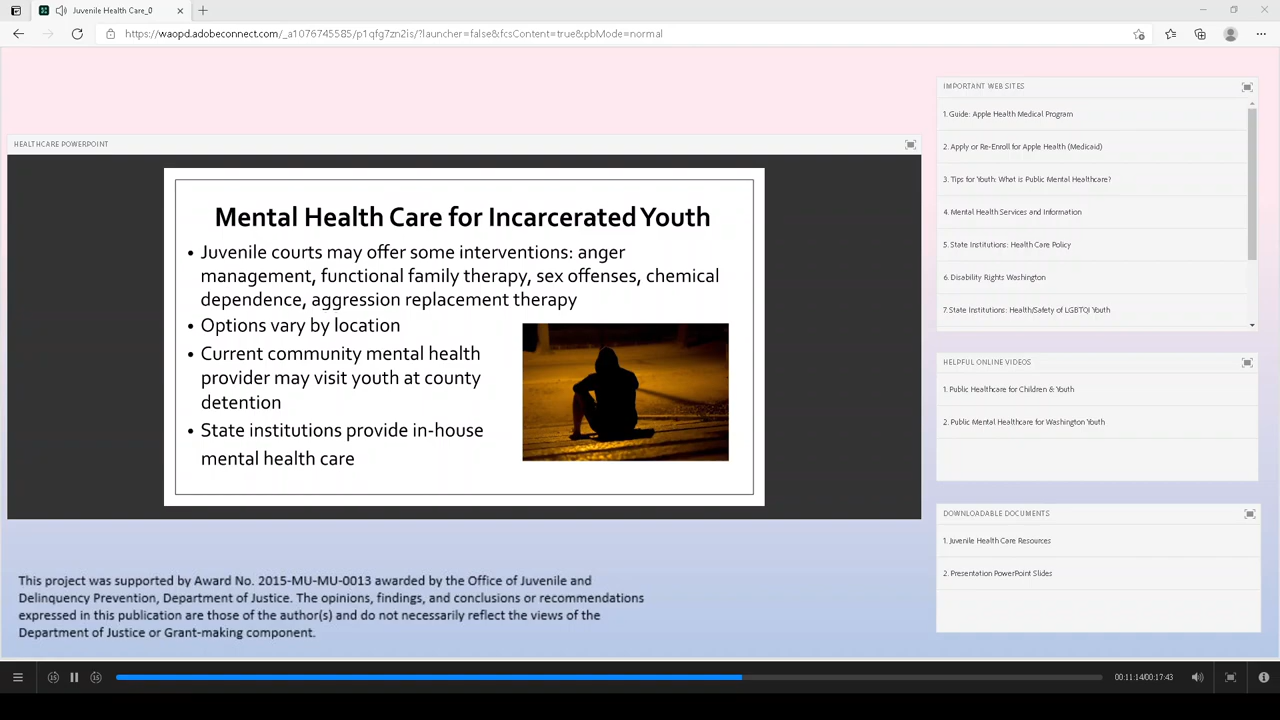 Juvenile Health Care_0
https://waopd.adobeconnect.com/_a1076745585/p1qfg7zn2is/?launcher=false&fcsContent=true&pbMode=normal
HEALTHCARE POWERPOINT
Mental Health Care for Incarcerated Youth
• Juvenile courts may offer some interventions: anger
management, functional family therapy, sex offenses, chemical
dependence, aggression replacement therapy
• Options vary by location
• Current community mental health
provider may visit youth at county
detention
• State institutions provide in-house
mental health care
This project was supported by Award No. 2015-MU-MU-0013 awarded by the Office of Juvenile and
Delinquency Prevention, Department of Justice. The opinions, findings, and conclusions or recommendations
expressed in this publication are those of the author(s) and do not necessarily reflect the views of the
Department of Justice or Grant-making component.
IMPORTANT WEB SITES
1. Guide: Apple Health Medical Program
2. Apply or Re-Enroll for Apple Health (Medicaid)
3. Tips for Youth: What is Public Mental Healthcare?
4. Mental Health Services and Information
5. State Institutions: Health Care Policy
6. Disability Rights Washington
7. State Institutions: Health/Safety of LGBTQI Youth
HELPFUL ONLINE VIDEOS
1. Public Healthcare for Children & Youth
2. Public Mental Healthcare for Washington Youth
DOWNLOADABLE DOCUMENTS
1. Juvenile Health Care Resources
2. Presentation PowerPoint Slides
15
15
00:11:14/00:17:43